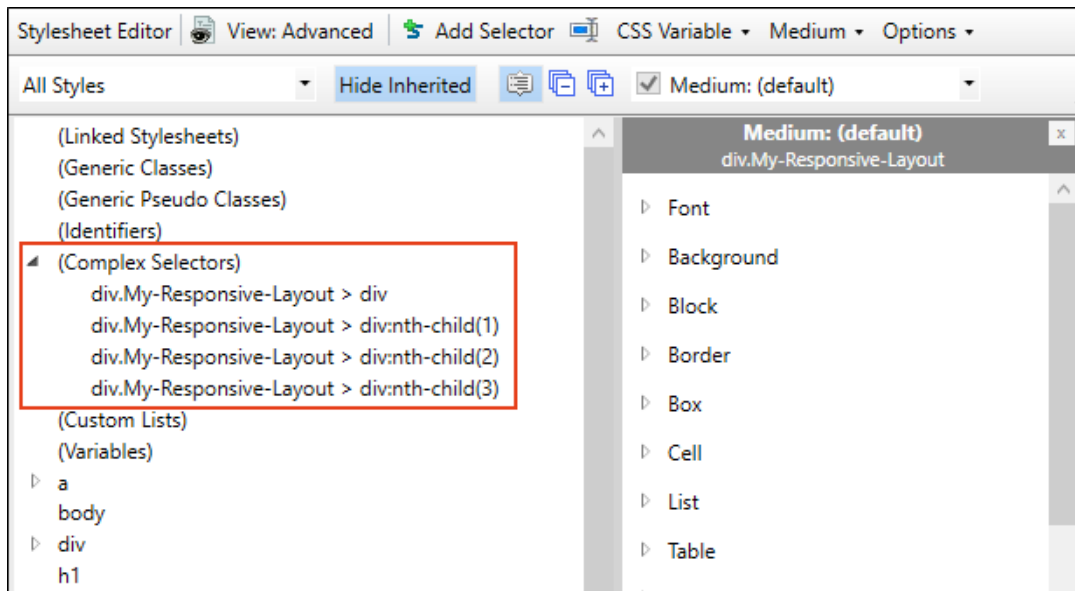 Stylesheet Editor View: Advanced Add Selector CSS Variable Medium Options
All Styles Hide Inherited Medium: (default)
(Linked Stylesheets)
(Generic Classes)
(Generic Pseudo Classes)
(Identifiers)
(Complex Selectors)
div.My-Responsive-Layout > div
div.My-Responsive-Layout > div:nth-child(1)
div.My-Responsive-Layout > div:nth-child(2)
div.My-Responsive-Layout > div:nth-child(3)
(Custom Lists)
(Variables)
a
body
div
h1
Medium: (default)
x
div.My-Responsive-Layout
Font
Background
Block
Border
Box
Cell
List
Table